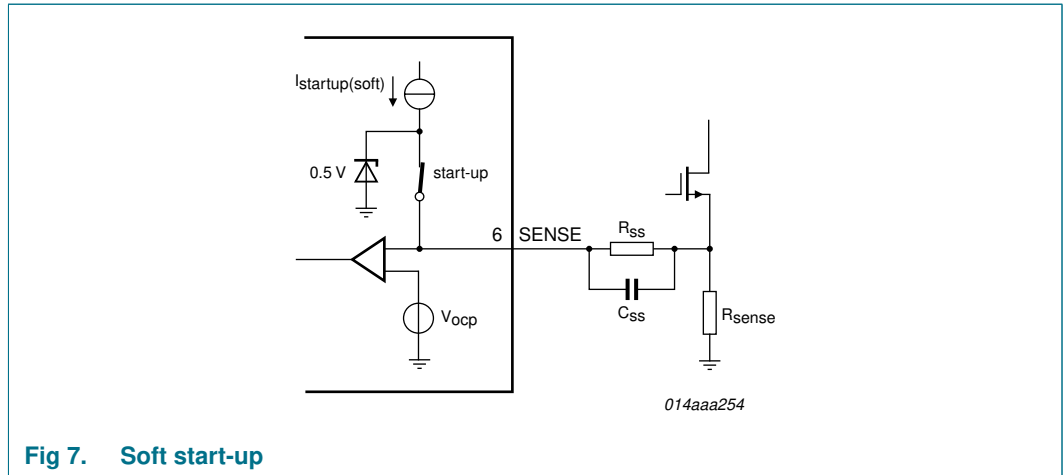 Istartup(soft)
0.5 V
start-up
6 SENSE
Rss
Css
Vocp
Rsense
014aaa254
Fig 7. Soft start-up